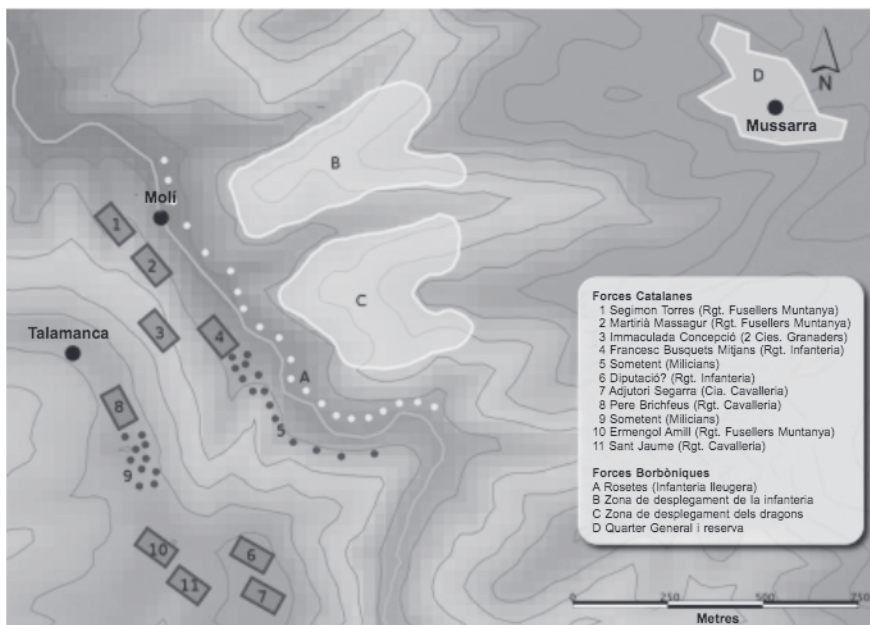 D
N
Mussarra
B
Molí
1
2
C
3
4
Talamanca
A
8
5
9
10
6
11
7
Forces Catalanes
1 Segimon Torres (Rgt. Fusellers Muntanya)
2 Martirià Massagur (Rgt. Fusellers Muntanya)
3 Immaculada Concepció (2 Cies. Granaders)
4 Francesc Busquets Mitjans (Rgt. Infanteria)
5 Sometent (Milicians)
6 Diputació? (Rgt. Infanteria)
7 Adjutori Segarra (Cia. Cavalleria)
8 Pere Brichfeus (Rgt. Cavalleria)
9 Sometent (Milicians)
10 Ermengol Amill (Rgt. Fusellers Muntanya)
11 Sant Jaume (Rgt. Cavalleria)
Forces Borbòniques
A Rosetes (Infanteria lleugera)
B Zona de desplegament de la infanteria
C Zona de desplegament dels dragons
D Quarter General i reserva
0 250 500 750
Metres